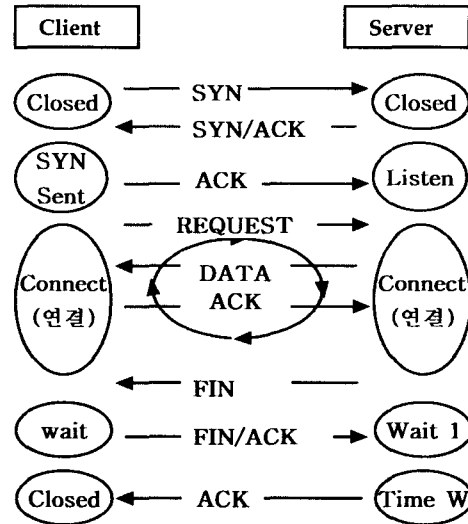 Client Server
SYN
Closed Closed
SYN/ACK
SYN
Sent ACK Listen
REQUEST
DATA
Connect ACK Connect
(연결) (연결)
FIN
wait FIN/ACK Wait 1
Closed ACK Time W